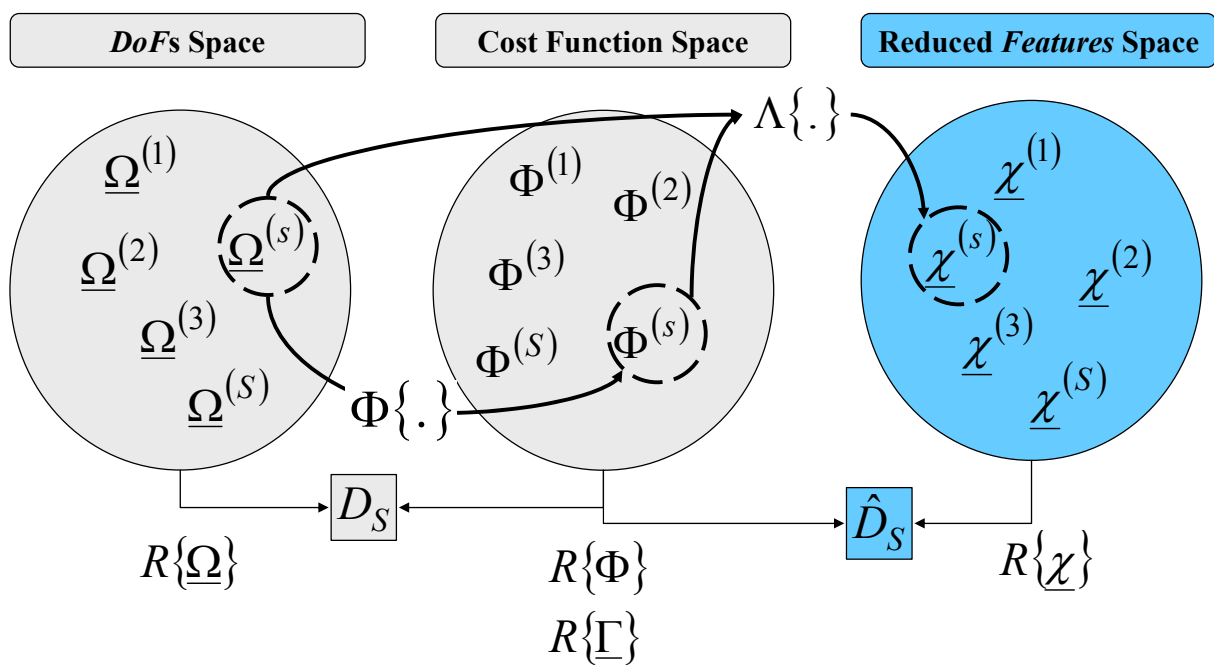 DoFs Space
Cost Function Space
Reduced Features Space
Λ{.}
Ω̲^(1)
Ω̲^(2)
Ω̲^(s)
Ω̲^(3)
Ω̲^(S)
Φ{.}
Φ^(1)
Φ^(2)
Φ^(3)
Φ^(s)
Φ^(S)
χ̲^(1)
χ̲^(s)
χ̲^(2)
χ̲^(3)
χ̲^(S)
D_S
D̂_S
R{Ω̲}
R{Φ}
R{χ̲}
R{Γ̲}